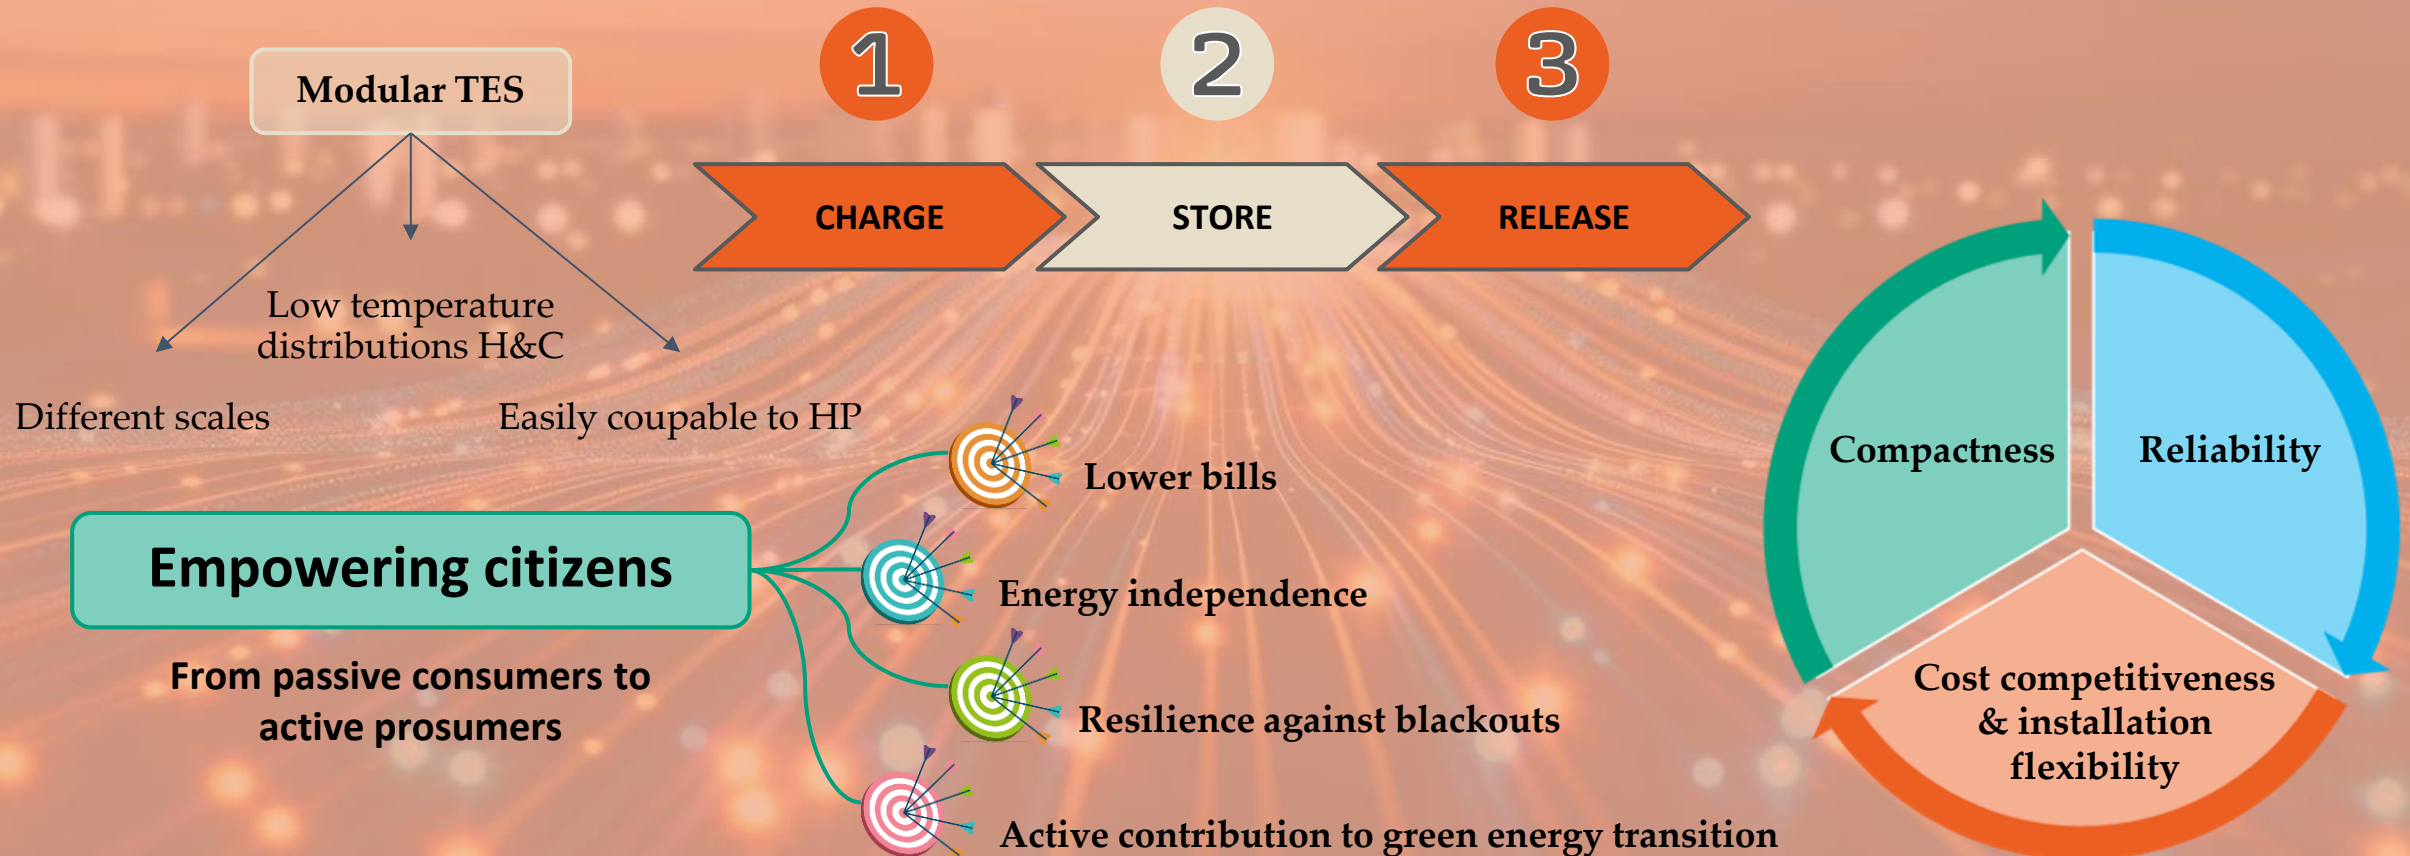 Modular TES
Low temperature
distributions H&C
Different scales
Easily coupable to HP
1
2
3
CHARGE
STORE
RELEASE
Empowering citizens
From passive consumers to
active prosumers
Lower bills
Energy independence
Resilience against blackouts
Active contribution to green energy transition
Compactness
Reliability
Cost competitiveness
& installation
flexibility